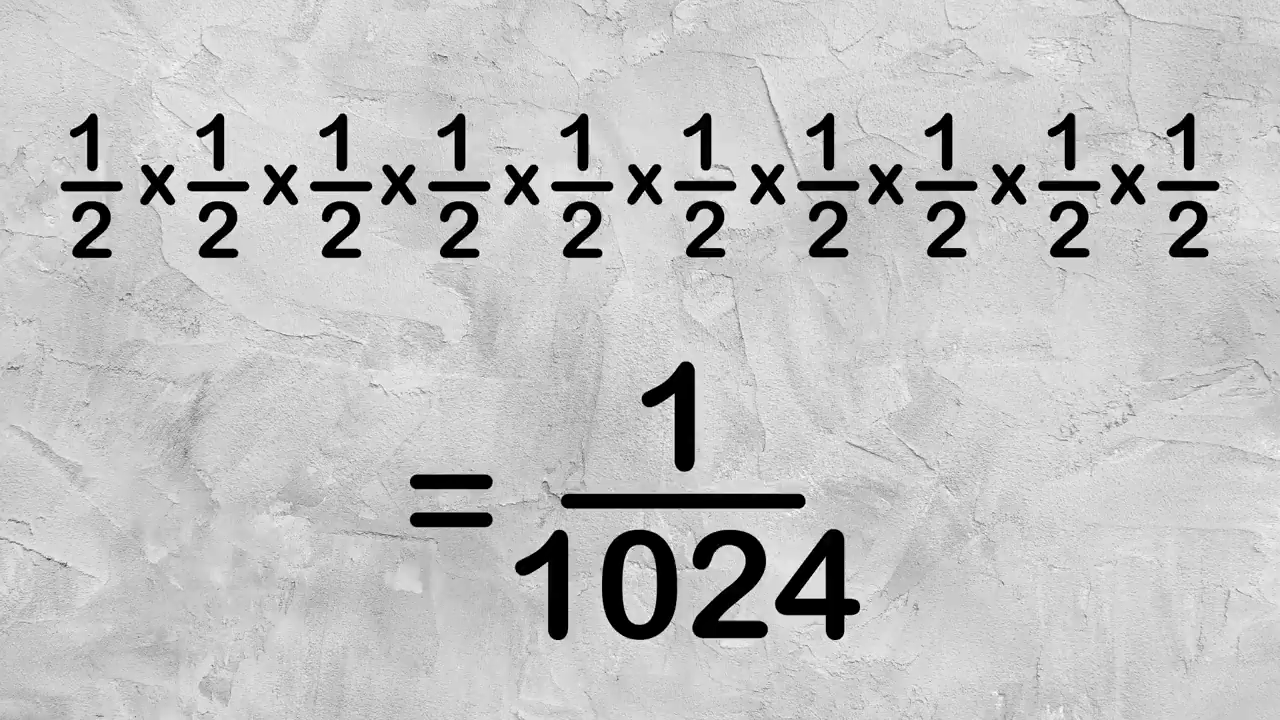 1/2 x 1/2 x 1/2 x 1/2 x 1/2 x 1/2 x 1/2 x 1/2 x 1/2 x 1/2
= 1/1024